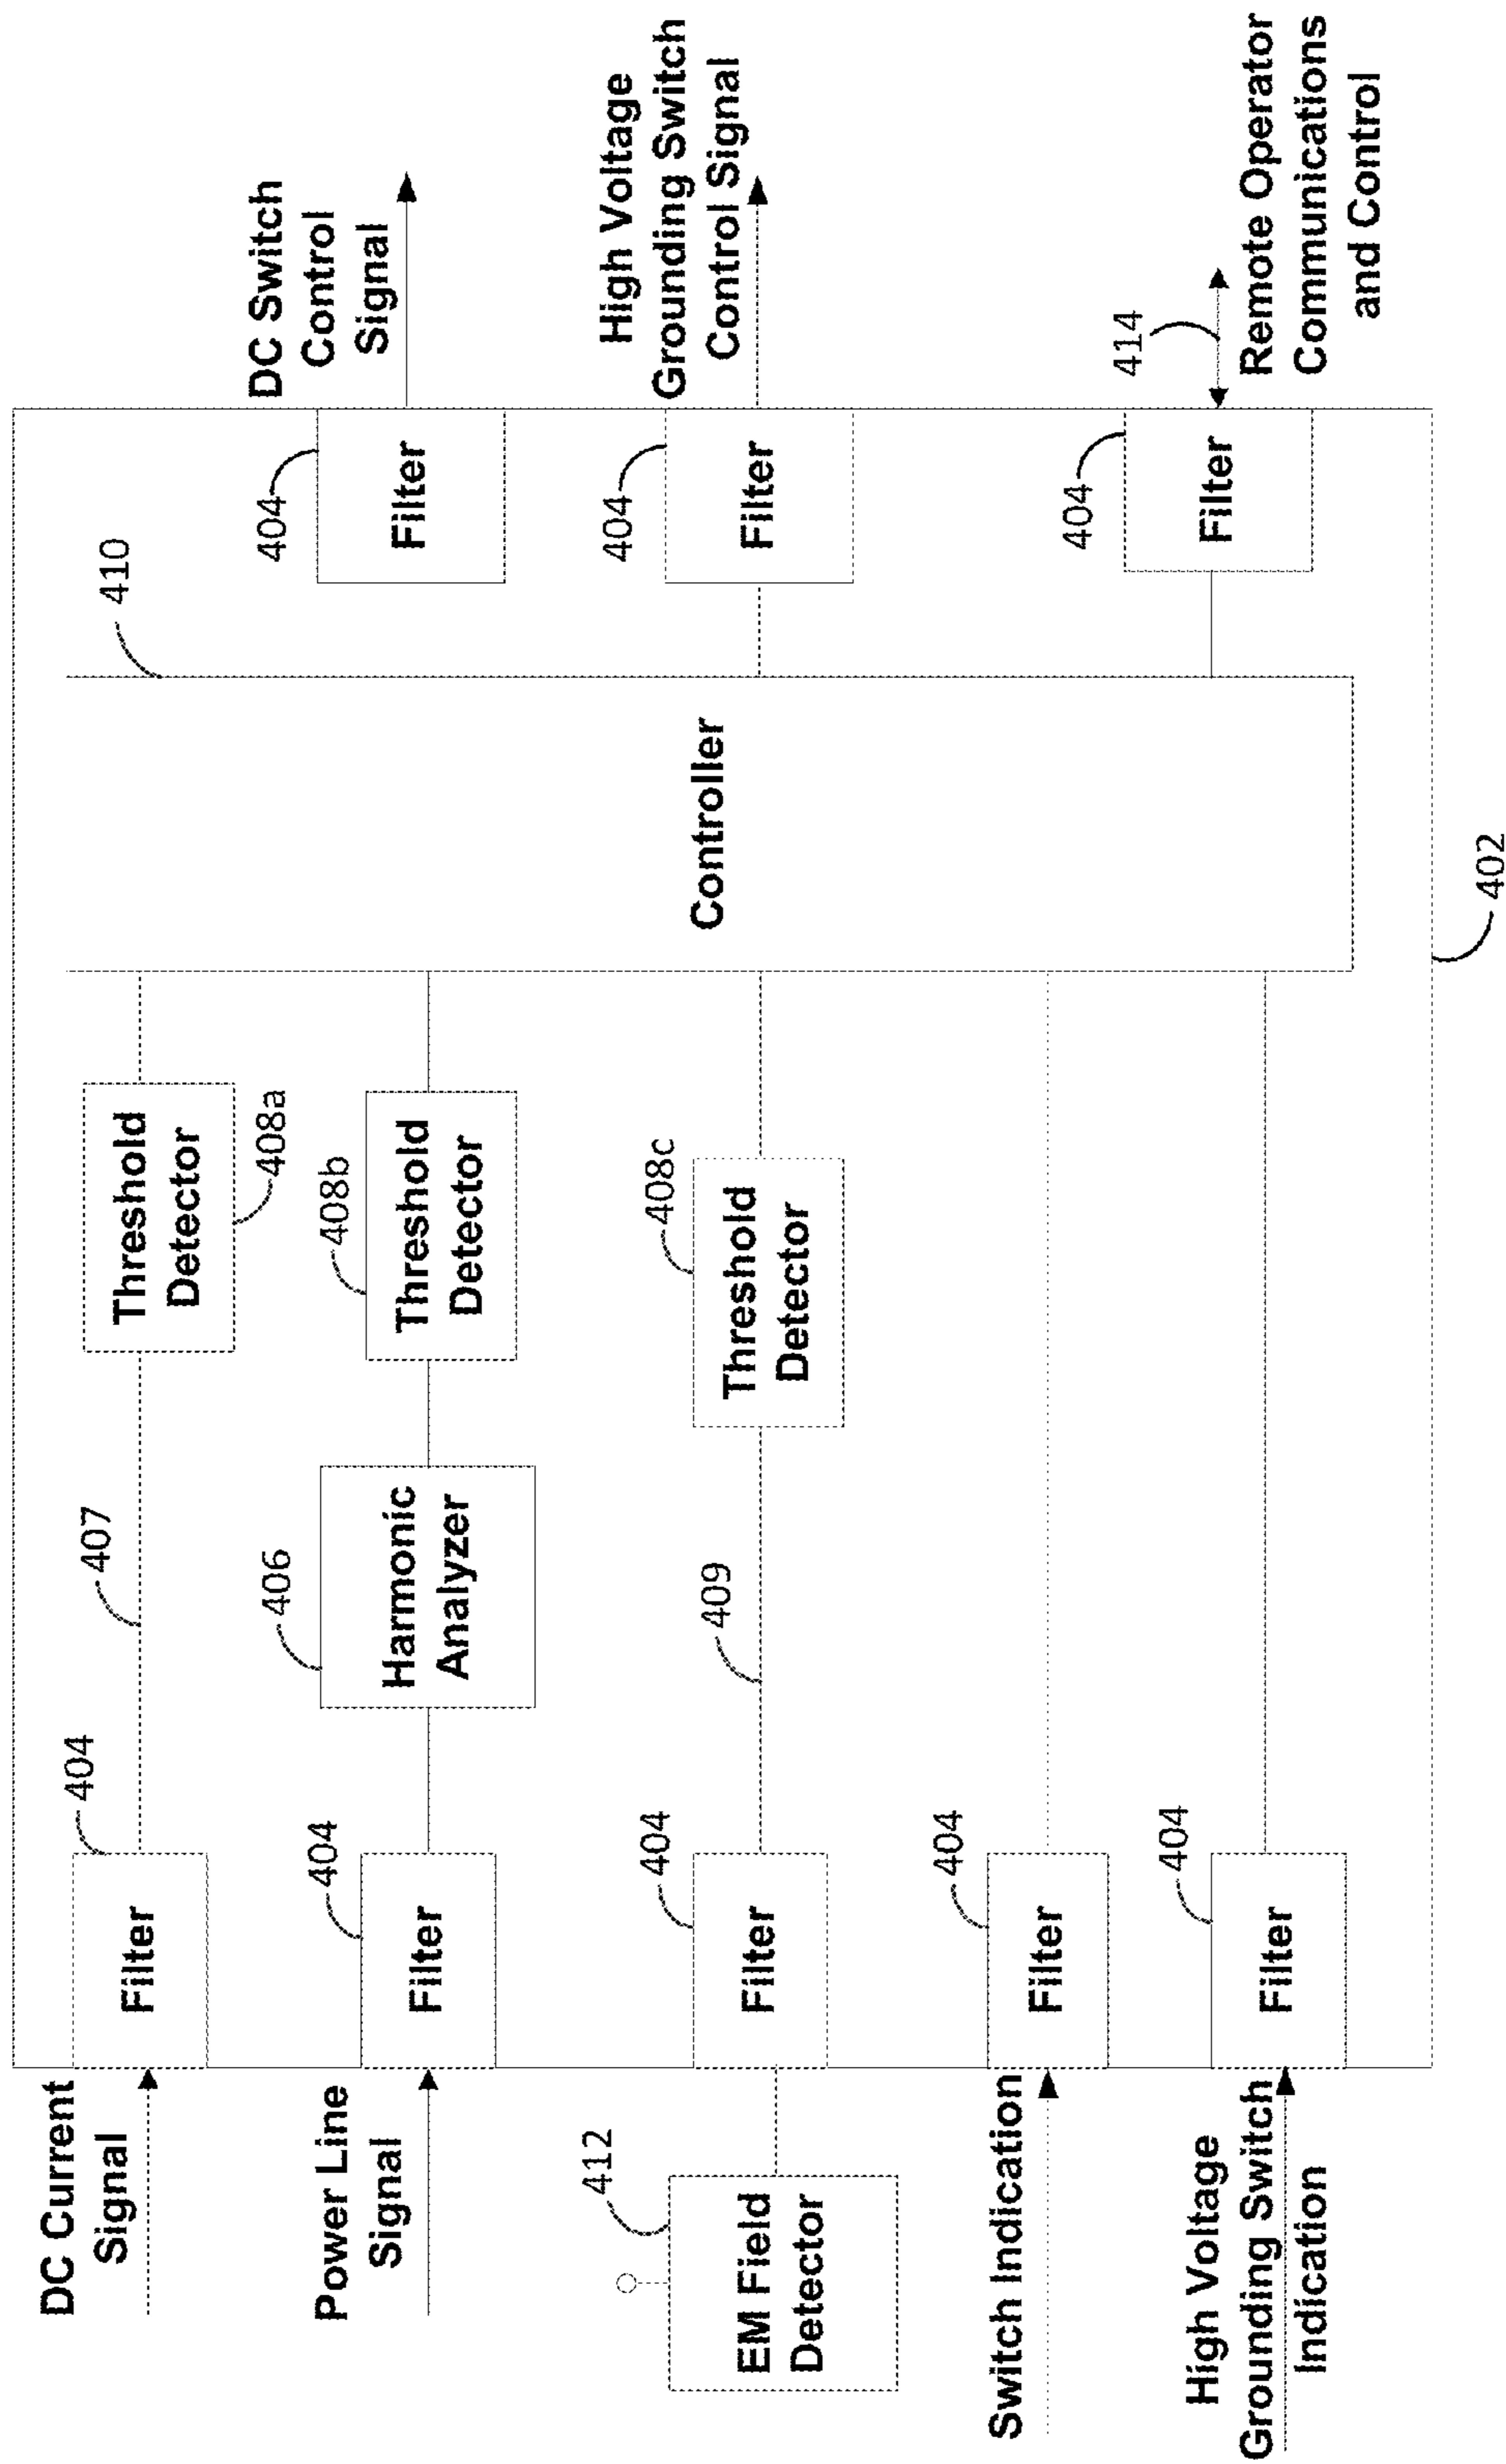 DC Current
Signal
404
Filter
407
Threshold
Detector
408a
410
404
Filter
DC Switch
Control
Signal
Power Line
Signal
404
Filter
406
Harmonic
Analyzer
408b
Threshold
Detector
Controller
404
Filter
High Voltage
Grounding Switch
Control Signal
412
EM Field
Detector
404
Filter
409
408c
Threshold
Detector
Switch Indication
404
Filter
404
Filter
414
Remote Operator
Communications
and Control
High Voltage
Grounding Switch
Indication
404
Filter
402